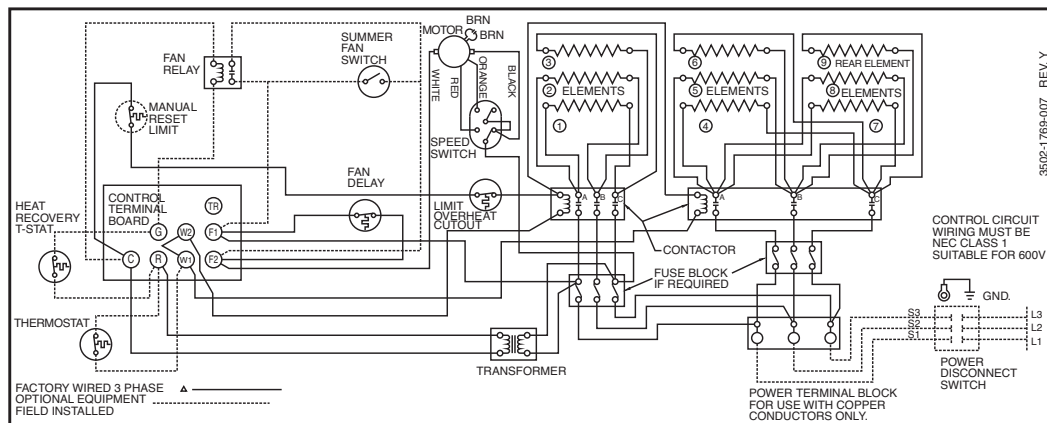 BRN
MOTOR
BRN
SUMMER
FAN
SWITCH
FAN
RELAY
WHITE
RED
ORANGE
BLACK
3
2 ELEMENTS
1
6
5 ELEMENTS
4
9 REAR ELEMENT
8 ELEMENTS
7
3502-1769-007 REV. Y
MANUAL
RESET
LIMIT
SPEED
SWITCH
FAN
DELAY
HEAT
RECOVERY
T-STAT
CONTROL
TERMINAL
BOARD
TR
G
W2
F1
C
R
W1
F2
LIMIT
OVERHEAT
CUTOUT
A
B
C
A
B
C
CONTACTOR
FUSE BLOCK
IF REQUIRED
CONTROL CIRCUIT
WIRING MUST BE
NEC CLASS 1
SUITABLE FOR 600V
GND.
THERMOSTAT
TRANSFORMER
S3
S2
S1
L3
L2
L1
POWER
DISCONNECT
SWITCH
POWER TERMINAL BLOCK
FOR USE WITH COPPER
CONDUCTORS ONLY.
FACTORY WIRED 3 PHASE Δ
OPTIONAL EQUIPMENT
FIELD INSTALLED